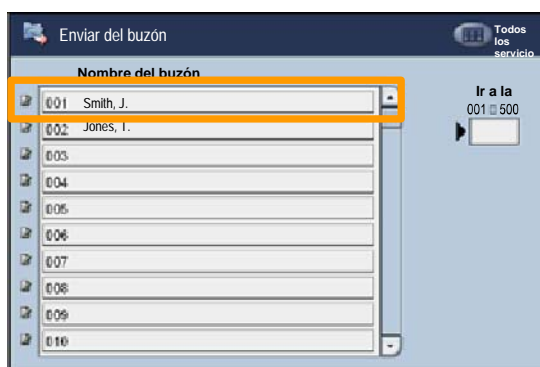 Enviar del buzón
Todos
los
servicio
Nombre del buzón
Ir a la
001 500
001 Smith, J.
002 Jones, T.
003
004
005
006
007
008
009
010